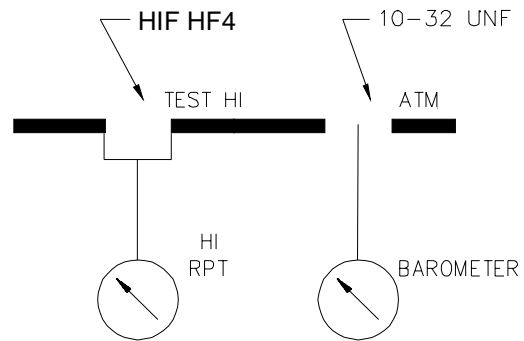 HIF HF4
10-32 UNF
TEST HI
ATM
HI
RPT
BAROMETER